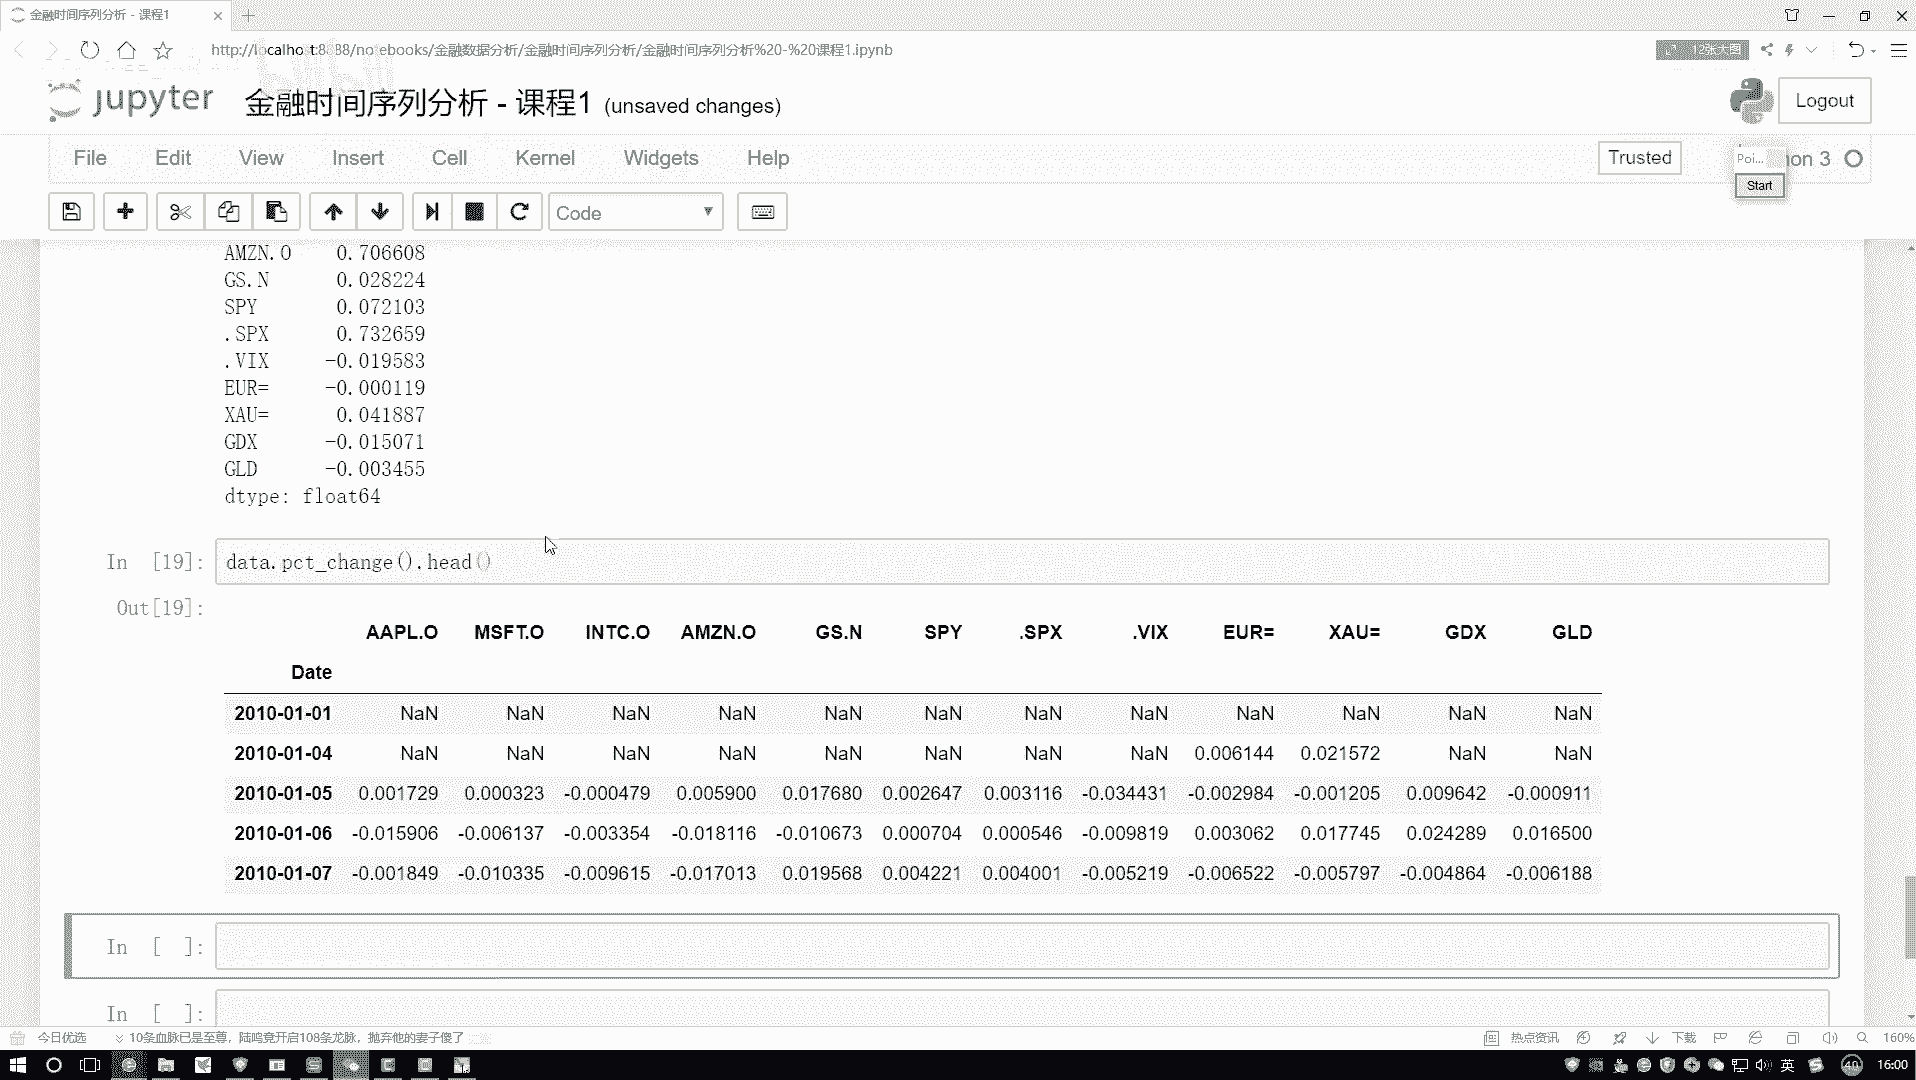 金融时间序列分析 - 课程1
http://localhost:8888/notebooks/金融数据分析/金融时间序列分析/金融时间序列分析%20-%20课程1.ipynb
12张大图
jupyter 金融时间序列分析 - 课程1 (unsaved changes)
Logout
File Edit View Insert Cell Kernel Widgets Help
Trusted
Poi...
on 3
Start
Code
AMZN.O 0.706608
GS.N 0.028224
SPY 0.072103
.SPX 0.732659
.VIX -0.019583
EUR= -0.000119
XAU= 0.041887
GDX -0.015071
GLD -0.003455
dtype: float64
In [19]: data.pct_change().head()
Out[19]:
AAPL.O MSFT.O INTC.O AMZN.O GS.N SPY .SPX .VIX EUR= XAU= GDX GLD
Date
2010-01-01 NaN NaN NaN NaN NaN NaN NaN NaN NaN NaN NaN NaN
2010-01-04 NaN NaN NaN NaN NaN NaN NaN NaN 0.006144 0.021572 NaN NaN
2010-01-05 0.001729 0.000323 -0.000479 0.005900 0.017680 0.002647 0.003116 -0.034431 -0.002984 -0.001205 0.009642 -0.000911
2010-01-06 -0.015906 -0.006137 -0.003354 -0.018116 -0.010673 0.000704 0.000546 -0.009819 0.003062 0.017745 0.024289 0.016500
2010-01-07 -0.001849 -0.010335 -0.009615 -0.017013 0.019568 0.004221 0.004001 -0.005219 -0.006522 -0.005797 -0.004864 -0.006188
In [ ]:
In [ ]:
今日优选
10条血脉已是至尊，陆鸣竟开启108条龙脉，抛弃他的妻子傻了
热点资讯
下载
160%
英
40
16:00